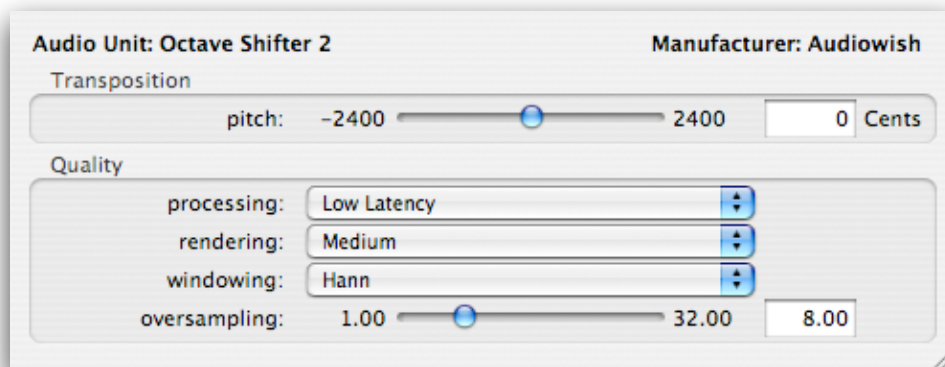 Audio Unit: Octave Shifter 2 Manufacturer: Audiowish
Transposition
pitch: -2400 2400 0 Cents
Quality
processing: Low Latency
rendering: Medium
windowing: Hann
oversampling: 1.00 32.00 8.00